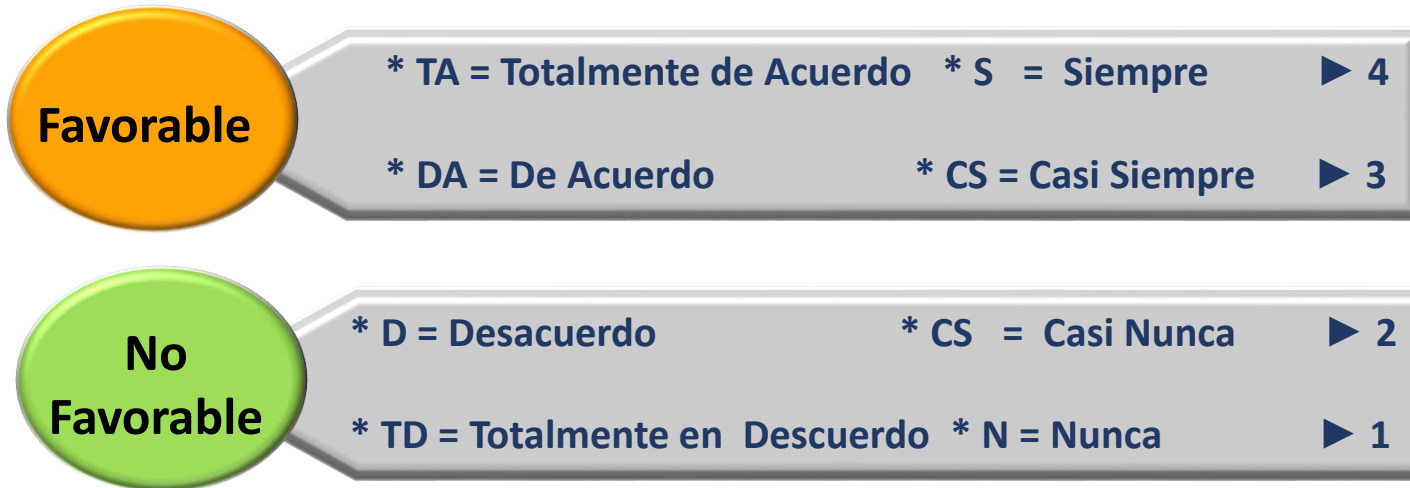 Favorable
* TA = Totalmente de Acuerdo * S = Siempre ► 4
* DA = De Acuerdo * CS = Casi Siempre ► 3
No
Favorable
* D = Desacuerdo * CS = Casi Nunca ► 2
* TD = Totalmente en Descuerdo * N = Nunca ► 1